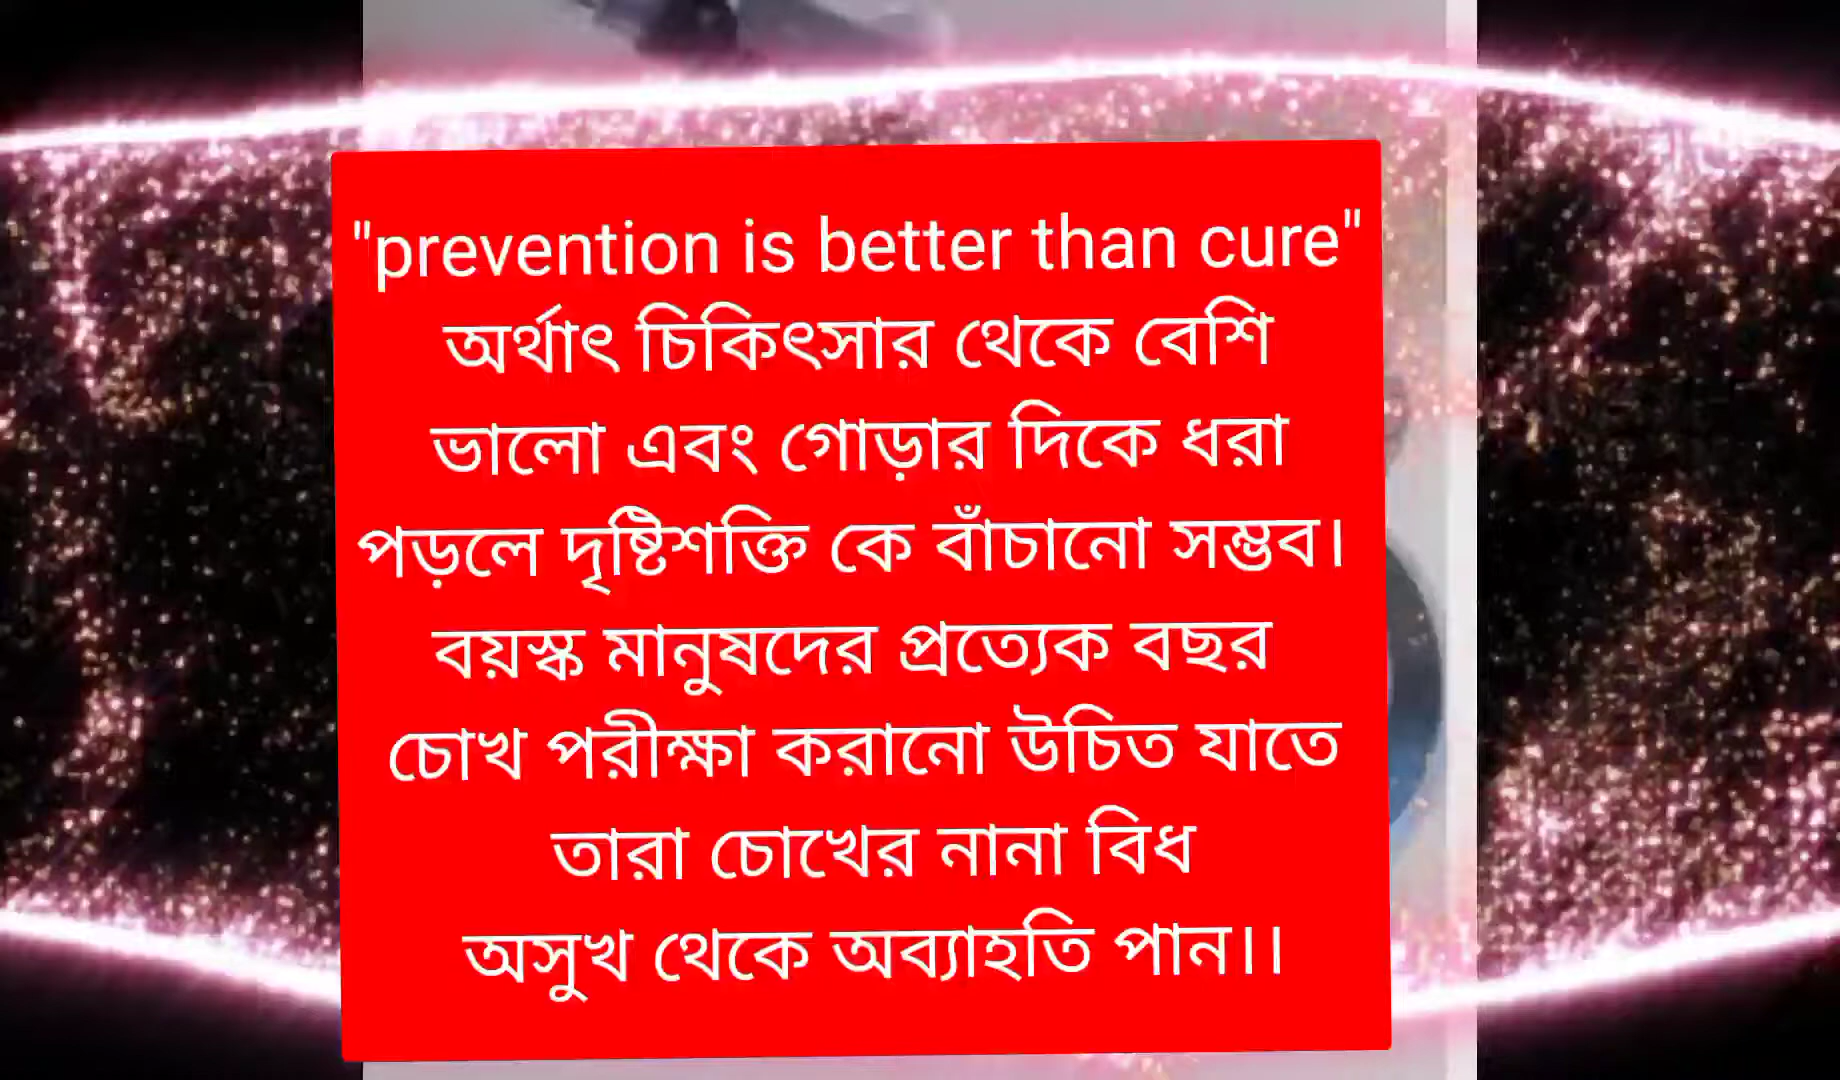 "prevention is better than cure"
অর্থাৎ চিকিৎসার থেকে বেশি
ভালো এবং গোড়ার দিকে ধরা
পড়লে দৃষ্টিশক্তি কে বাঁচানো সম্ভব।
বয়স্ক মানুষদের প্রত্যেক বছর
চোখ পরীক্ষা করানো উচিত যাতে
তারা চোখের নানা বিধ
অসুখ থেকে অব্যাহতি পান।।